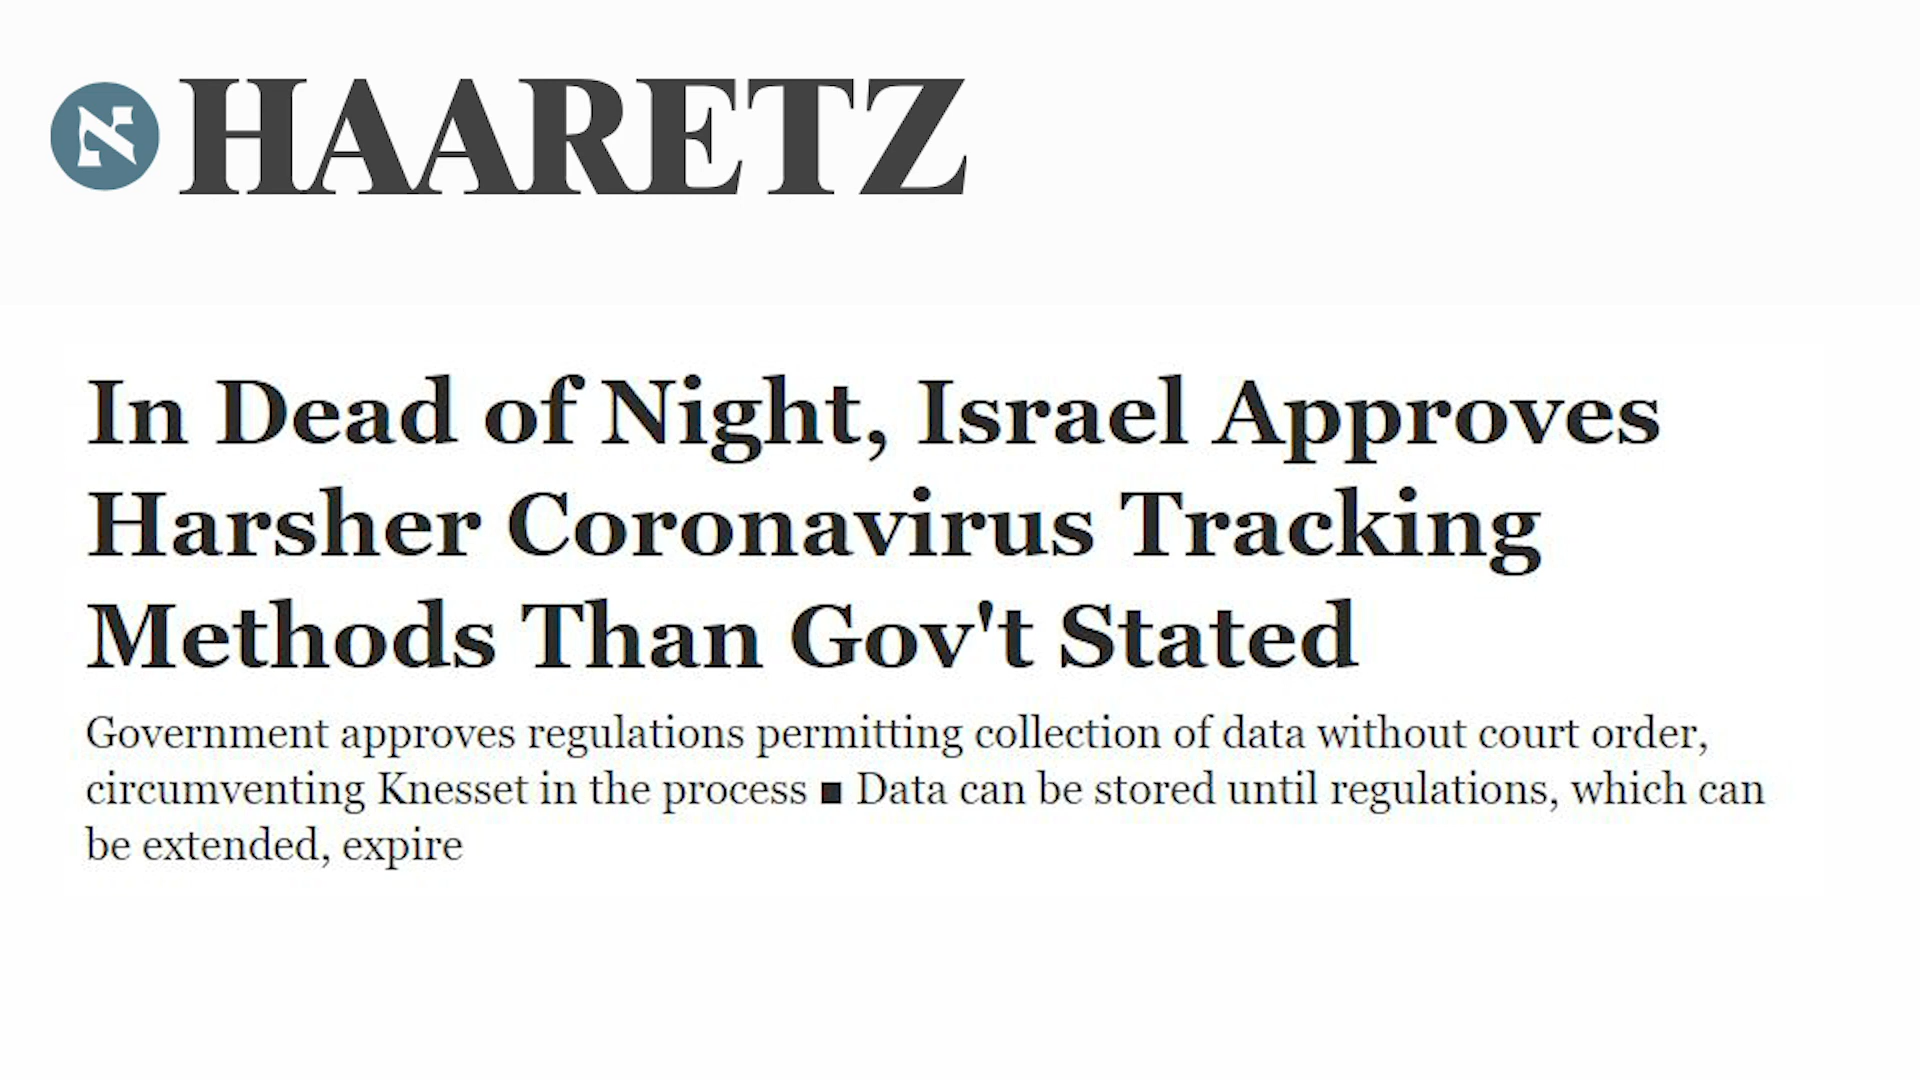 א HAARETZ
In Dead of Night, Israel Approves
Harsher Coronavirus Tracking
Methods Than Gov't Stated
Government approves regulations permitting collection of data without court order,
circumventing Knesset in the process ■ Data can be stored until regulations, which can
be extended, expire